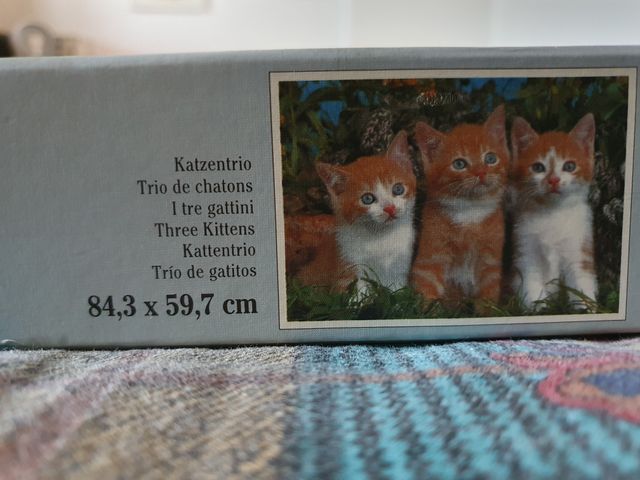 Katzentrio
Trio de chatons
I tre gattini
Three Kittens
Kattentrio
Trío de gatitos
84,3 x 59,7 cm